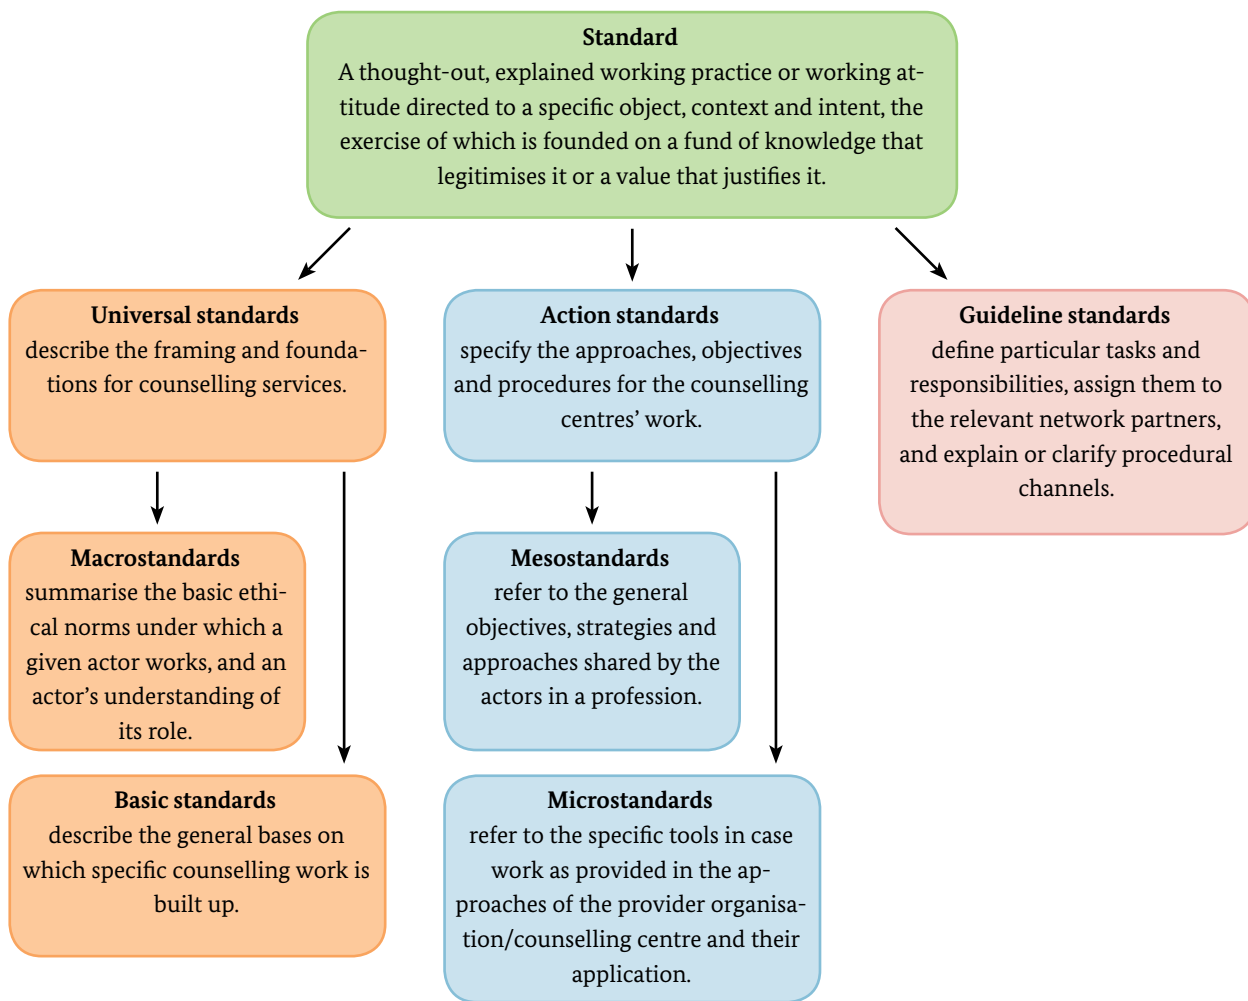 Standard
A thought-out, explained working practice or working at-
titude directed to a specific object, context and intent, the
exercise of which is founded on a fund of knowledge that
legitimises it or a value that justifies it.
Universal standards
describe the framing and founda-
tions for counselling services.
Action standards
specify the approaches, objectives
and procedures for the counselling
centres’ work.
Guideline standards
define particular tasks and
responsibilities, assign them to
the relevant network partners,
and explain or clarify procedural
channels.
Macrostandards
summarise the basic ethi-
cal norms under which a
given actor works, and an
actor’s understanding of
its role.
Mesostandards
refer to the general
objectives, strategies and
approaches shared by the
actors in a profession.
Basic standards
describe the general bases on
which specific counselling work is
built up.
Microstandards
refer to the specific tools in case
work as provided in the ap-
proaches of the provider organisa-
tion/counselling centre and their
application.